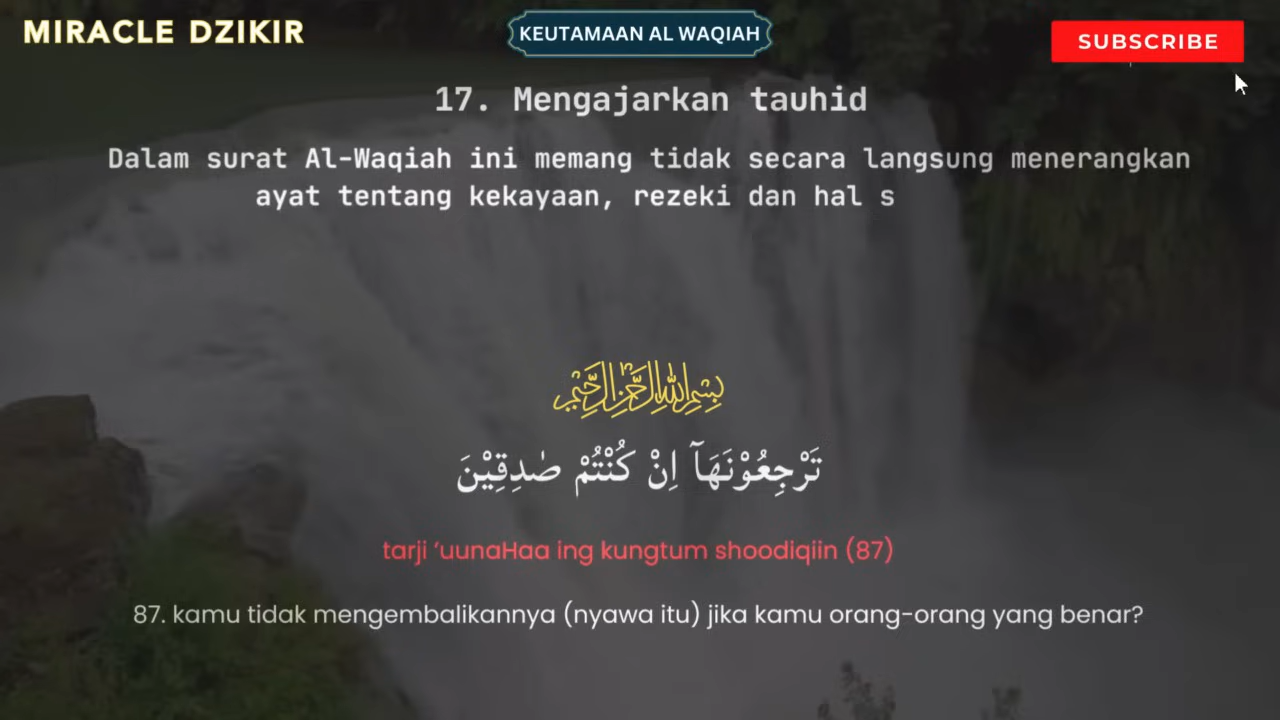 MIRACLE DZIKIR
KEUTAMAAN AL WAQIAH
SUBSCRIBE
17. Mengajarkan tauhid
Dalam surat Al-Waqiah ini memang tidak secara langsung menerangkan
ayat tentang kekayaan, rezeki dan hal s
بِسْمِ اللهِ الرَّحْمٰنِ الرَّحِيْمِ
تَرْجِعُوْنَهَآ اِنْ كُنْتُمْ صٰدِقِيْنَ
tarji ‘uunaHaa ing kungtum shoodiqiin (87)
87. kamu tidak mengembalikannya (nyawa itu) jika kamu orang-orang yang benar?